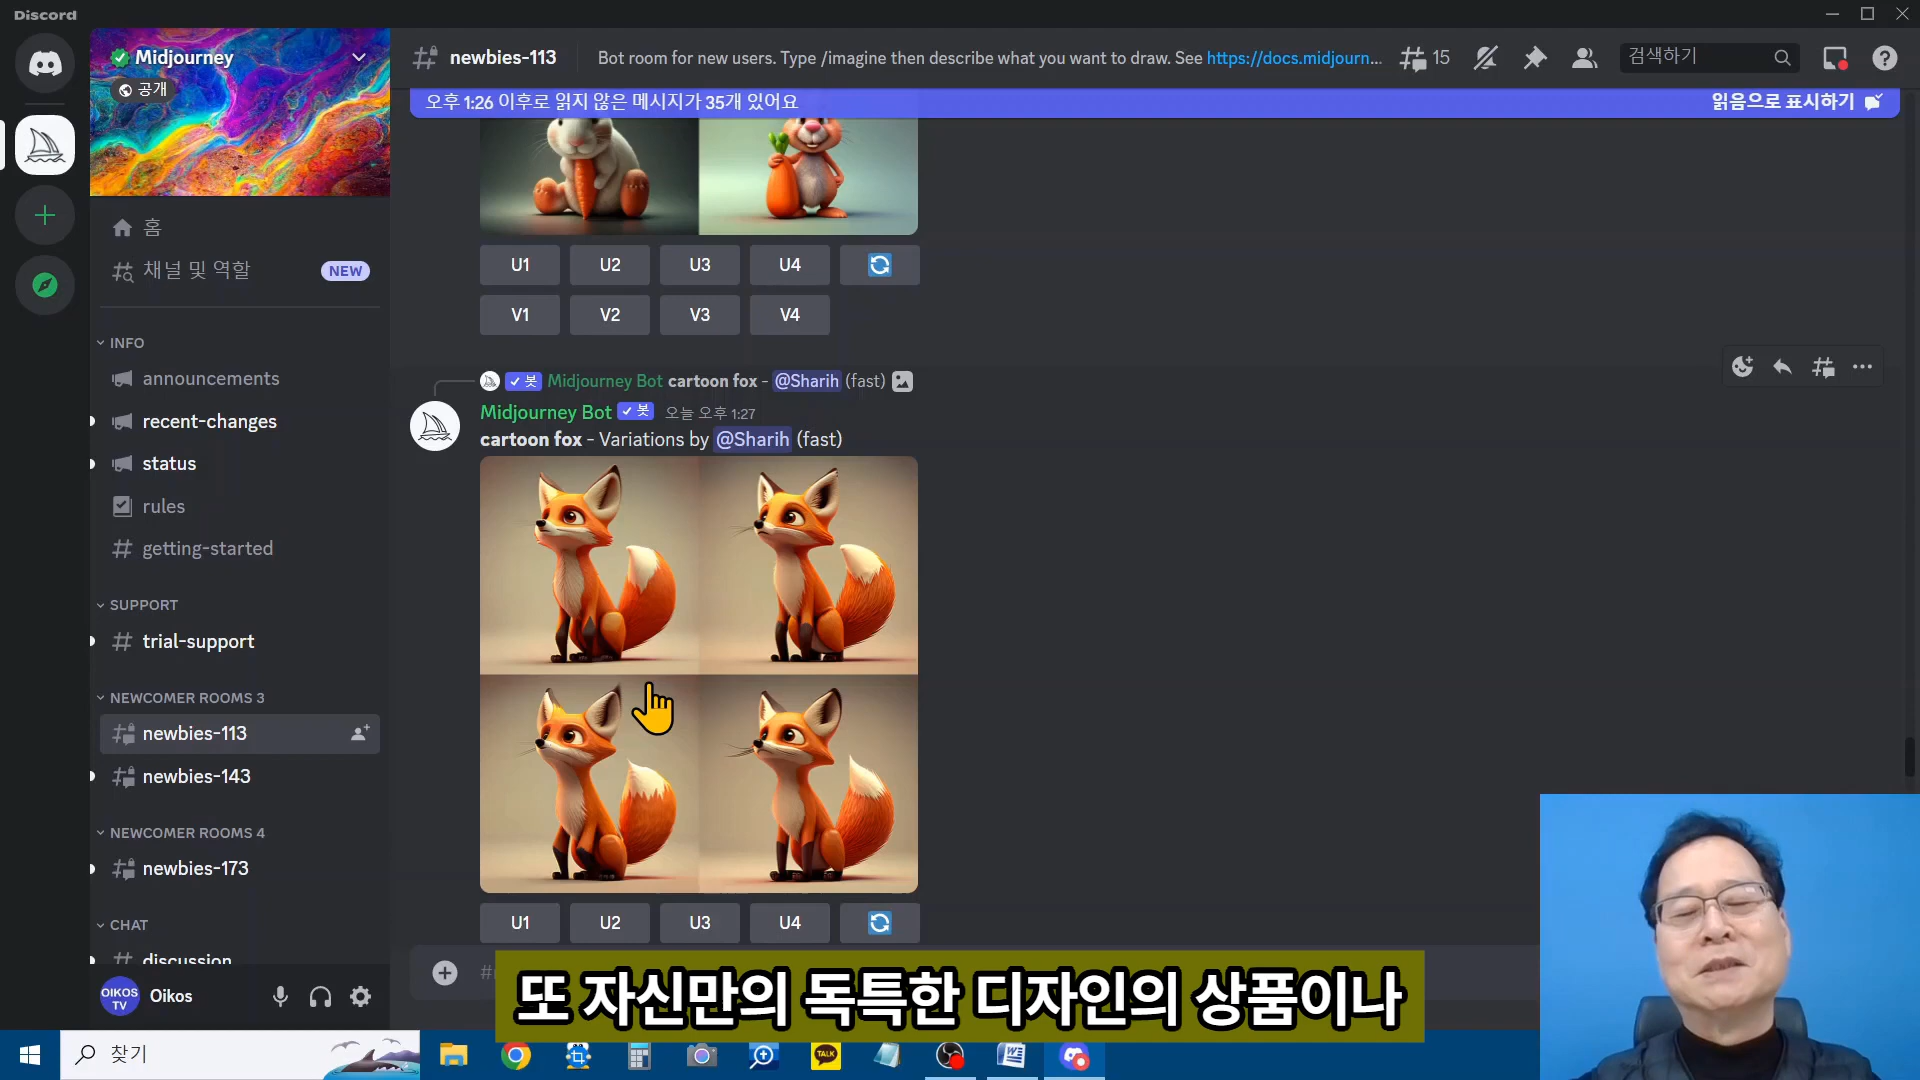 Discord
Midjourney
공개
홈
채널 및 역할
NEW
INFO
announcements
recent-changes
status
rules
getting-started
SUPPORT
trial-support
NEWCOMER ROOMS 3
newbies-113
newbies-143
NEWCOMER ROOMS 4
newbies-173
CHAT
discussion
OIKOS TV
Oikos
newbies-113
Bot room for new users. Type /imagine then describe what you want to draw. See https://docs.midjourn...
15
검색하기
오후 1:26 이후로 읽지 않은 메시지가 35개 있어요
읽음으로 표시하기
U1 U2 U3 U4
V1 V2 V3 V4
봇 Midjourney Bot cartoon fox - @Sharih (fast)
Midjourney Bot 봇 오늘 오후 1:27
cartoon fox - Variations by @Sharih (fast)
U1 U2 U3 U4
또 자신만의 독특한 디자인의 상품이나
찾기
TALK